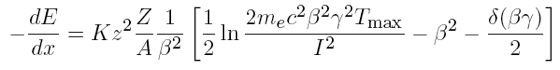 $-\frac{dE}{dx} = Kz^2 \frac{Z}{A} \frac{1}{\beta^2} \left[ \frac{1}{2} \ln \frac{2m_e c^2 \beta^2 \gamma^2 T_{\max}}{I^2} - \beta^2 - \frac{\delta(\beta\gamma)}{2} \right]$